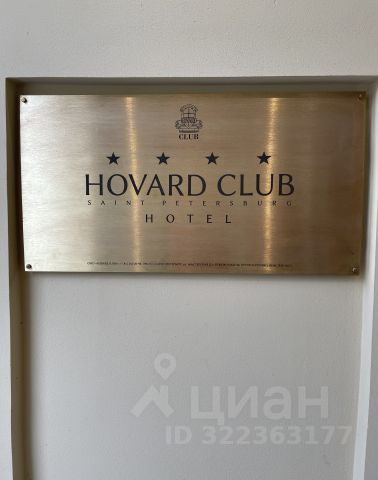 CLUB
HOVARD CLUB
SAINT PETERSBURG
HOTEL
циан
ID 322363177